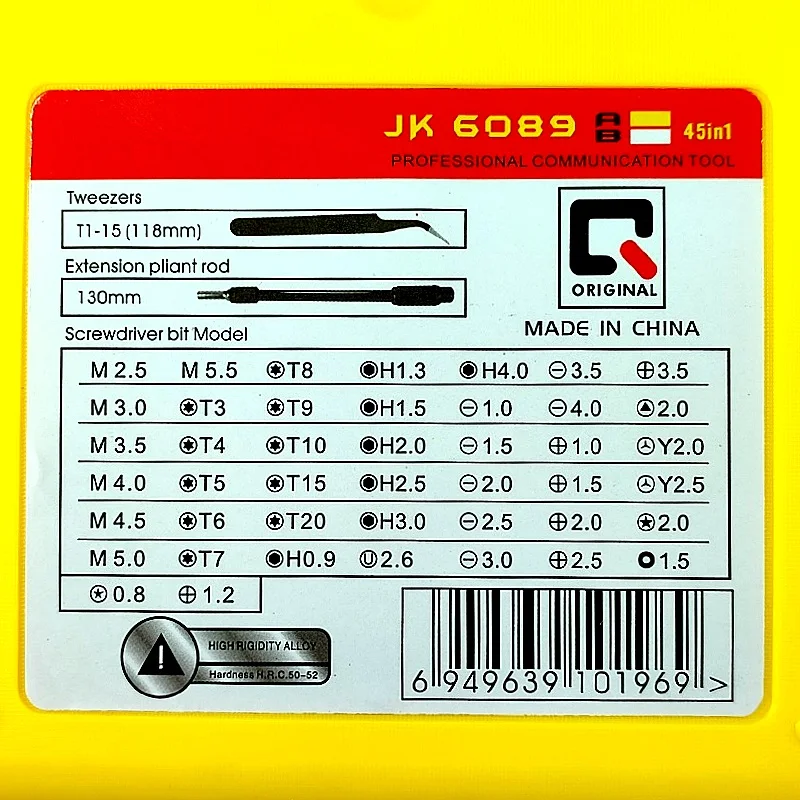 JK 6089 A B 45in1
PROFESSIONAL COMMUNICATION TOOL
Tweezers
T1-15 (118mm)
Extension pliant rod
130mm
ORIGINAL
MADE IN CHINA
Screwdriver bit Model
M 2.5 M 5.5 T8 H1.3 H4.0 ⊖3.5 ⊕3.5
M 3.0 T3 T9 H1.5 ⊖1.0 ⊖4.0 2.0
M 3.5 T4 T10 H2.0 ⊖1.5 ⊕1.0 Y2.0
M 4.0 T5 T15 H2.5 ⊖2.0 ⊕1.5 Y2.5
M 4.5 T6 T20 H3.0 ⊖2.5 ⊕2.0 2.0
M 5.0 T7 H0.9 U 2.6 ⊖3.0 ⊕2.5 1.5
0.8 ⊕1.2
HIGH RIGIDITY ALLOY
Hardness H.R.C.50-52
6 949639 101969 >